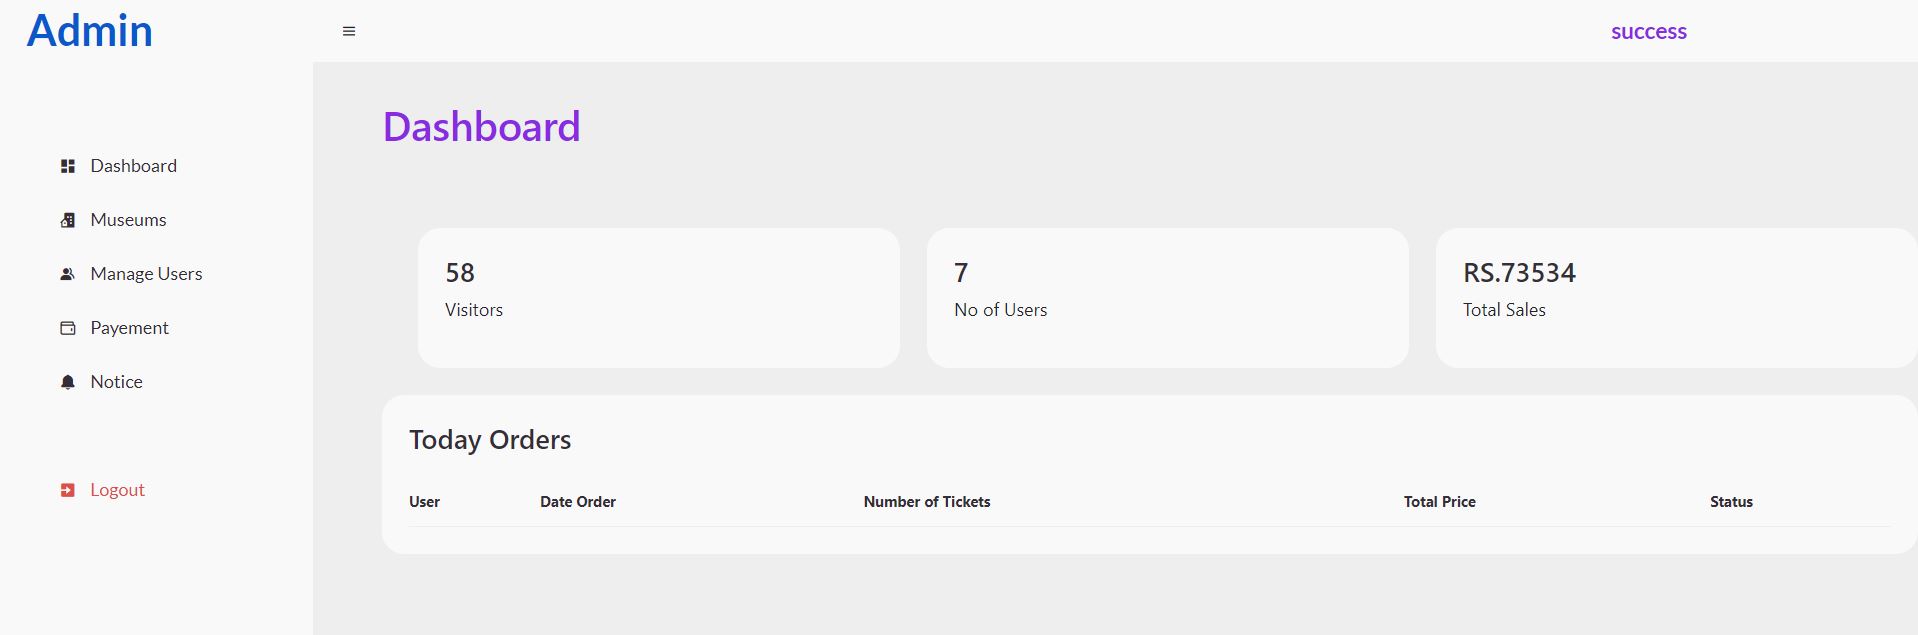 Admin
success
Dashboard
Museums
Manage Users
Payement
Notice
Logout
Dashboard
58
Visitors
7
No of Users
RS.73534
Total Sales
Today Orders
User Date Order Number of Tickets Total Price Status